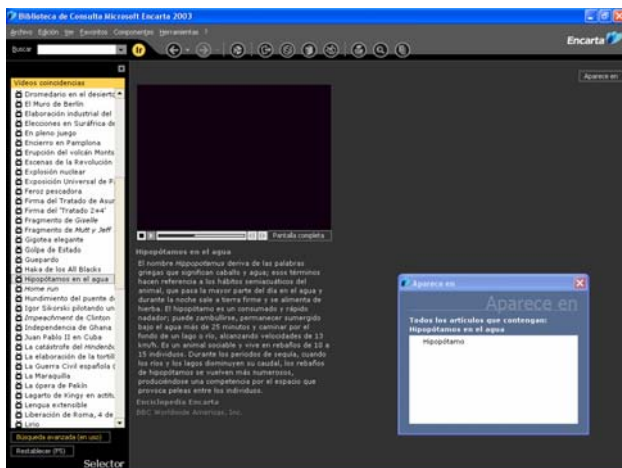 Biblioteca de Consulta Microsoft Encarta 2003
Archivo Edición Ver Favoritos Componentes Herramientas ?
Buscar
Ir
Encarta
Aparece en
Vídeos coincidencias
Dromedario en el desierto
El Muro de Berlín
Elaboración industrial del
Elecciones en Suráfrica de
En pleno juego
Encierro en Pamplona
Erupción del volcán Monts
Escenas de la Revolución
Explosión nuclear
Exposición Universal de Pa
Feroz pescadora
Firma del Tratado de Asun
Firma del 'Tratado 2+4'
Fragmento de Giselle
Fragmento de Mutt y Jeff
Gigotea elegante
Golpe de Estado
Guepardo
Haka de los All Blacks
Hipopótamos en el agua
Home run
Hundimiento del puente de
Igor Sikorski pilotando un
Impeachment de Clinton
Independencia de Ghana
Juan Pablo II en Cuba
La catástrofe del Hindenbu
La elaboración de la tortill
La Guerra Civil española (
La Maraquilla
La ópera de Pekín
Lagarto de Kingy en actitu
Lengua extensible
Liberación de Roma, 4 de
Lirio
Búsqueda avanzada (en uso)
Restablecer (F5)
Selector
Pantalla completa
Hipopótamos en el agua
El nombre Hippopotamus deriva de las palabras
griegas que significan caballo y agua; esos términos
hacen referencia a los hábitos semiacuáticos del
animal, que pasa la mayor parte del día en el agua y
durante la noche sale a tierra firme y se alimenta de
hierba. El hipopótamo es un consumado y rápido
nadador; puede zambullirse, permanecer sumergido
bajo el agua más de 25 minutos y caminar por el
fondo de un lago o río, alcanzando velocidades de 13
km/h. Es un animal sociable y vive en rebaños de 10 a
15 individuos. Durante los periodos de sequía, cuando
los ríos y los lagos disminuyen su caudal, los rebaños
de hipopótamos se vuelven más numerosos,
produciéndose una competencia por el espacio que
provoca peleas entre los individuos.
Enciclopedia Encarta
BBC Worldwide Americas, Inc.
Aparece en
Aparece en
Todos los artículos que contengan:
Hipopótamos en el agua
Hipopótamo